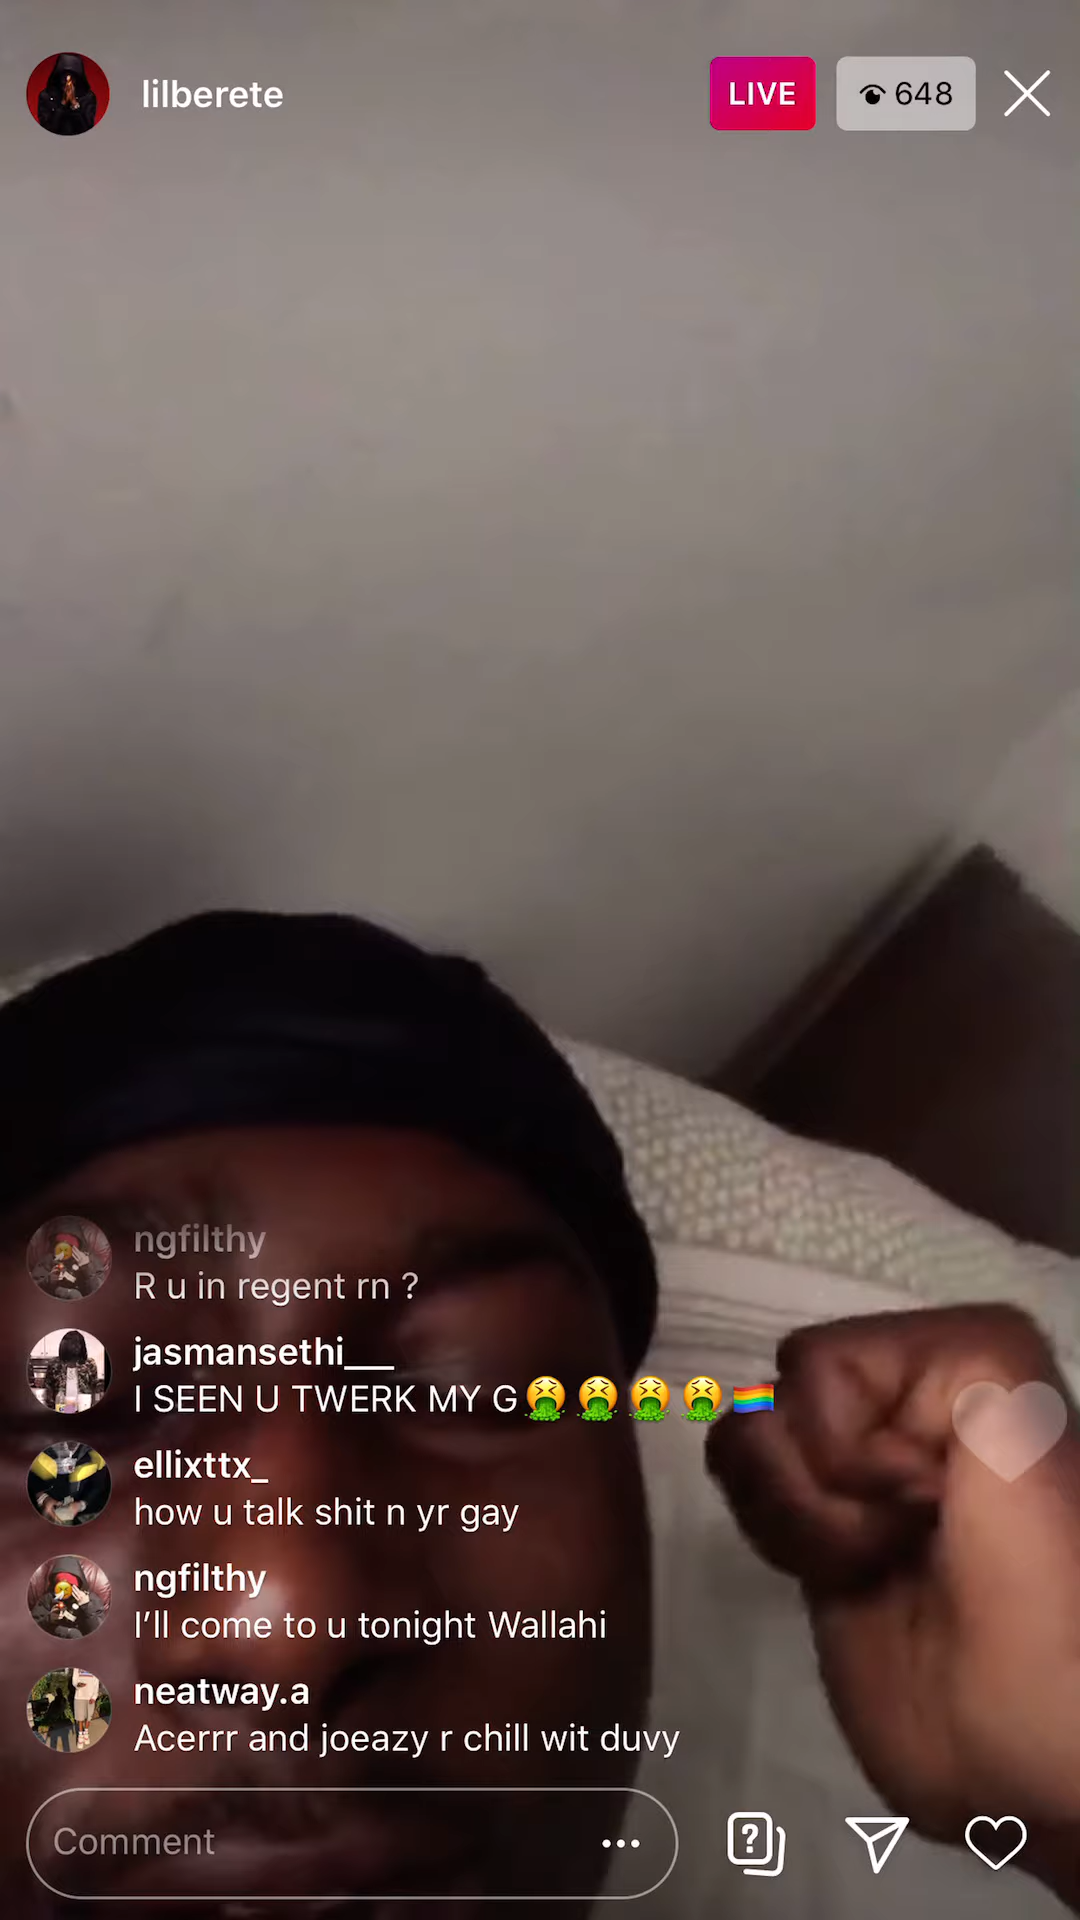 lilberete
LIVE
648
ngfilthy
R u in regent rn ?
jasmansethi___
I SEEN U TWERK MY G🤮🤮🤮🤮🏳️‍🌈
ellixttx_
how u talk shit n yr gay
ngfilthy
I’ll come to u tonight Wallahi
neatway.a
Acerrr and joeazy r chill wit duvy
Comment